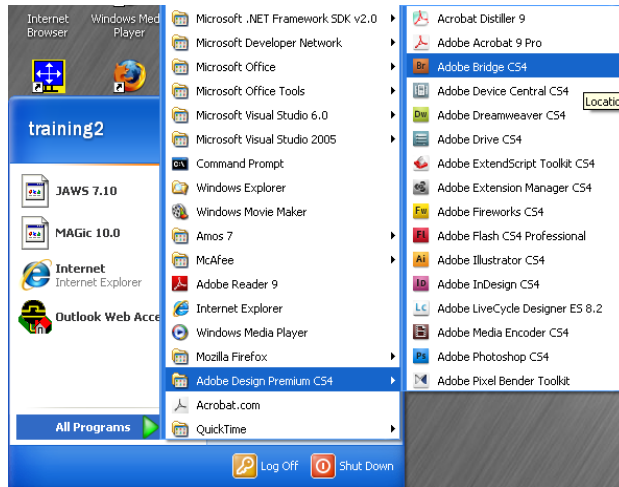 Internet Browser
Windows Med
Player
training2
JAWS 7.10
MAGic 10.0
Internet
Internet Explorer
Outlook Web Acce
All Programs
Microsoft .NET Framework SDK v2.0
Microsoft Developer Network
Microsoft Office
Microsoft Office Tools
Microsoft Visual Studio 6.0
Microsoft Visual Studio 2005
Command Prompt
Windows Explorer
Windows Movie Maker
Amos 7
McAfee
Adobe Reader 9
Internet Explorer
Windows Media Player
Mozilla Firefox
Adobe Design Premium CS4
Acrobat.com
QuickTime
Acrobat Distiller 9
Adobe Acrobat 9 Pro
Br Adobe Bridge CS4
Adobe Device Central CS4
Locatio
Dw Adobe Dreamweaver CS4
Adobe Drive CS4
Adobe ExtendScript Toolkit CS4
Adobe Extension Manager CS4
Fw Adobe Fireworks CS4
FL Adobe Flash CS4 Professional
Ai Adobe Illustrator CS4
ID Adobe InDesign CS4
LC Adobe LiveCycle Designer ES 8.2
Adobe Media Encoder CS4
Ps Adobe Photoshop CS4
Adobe Pixel Bender Toolkit
Log Off
Shut Down